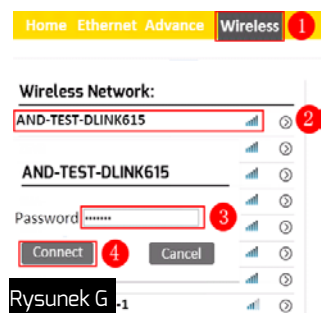 Home Ethernet Advance Wireless 1
Wireless Network:
AND-TEST-DLINK615 2
AND-TEST-DLINK615
Password ······· 3
Connect 4 Cancel
Rysunek G -1